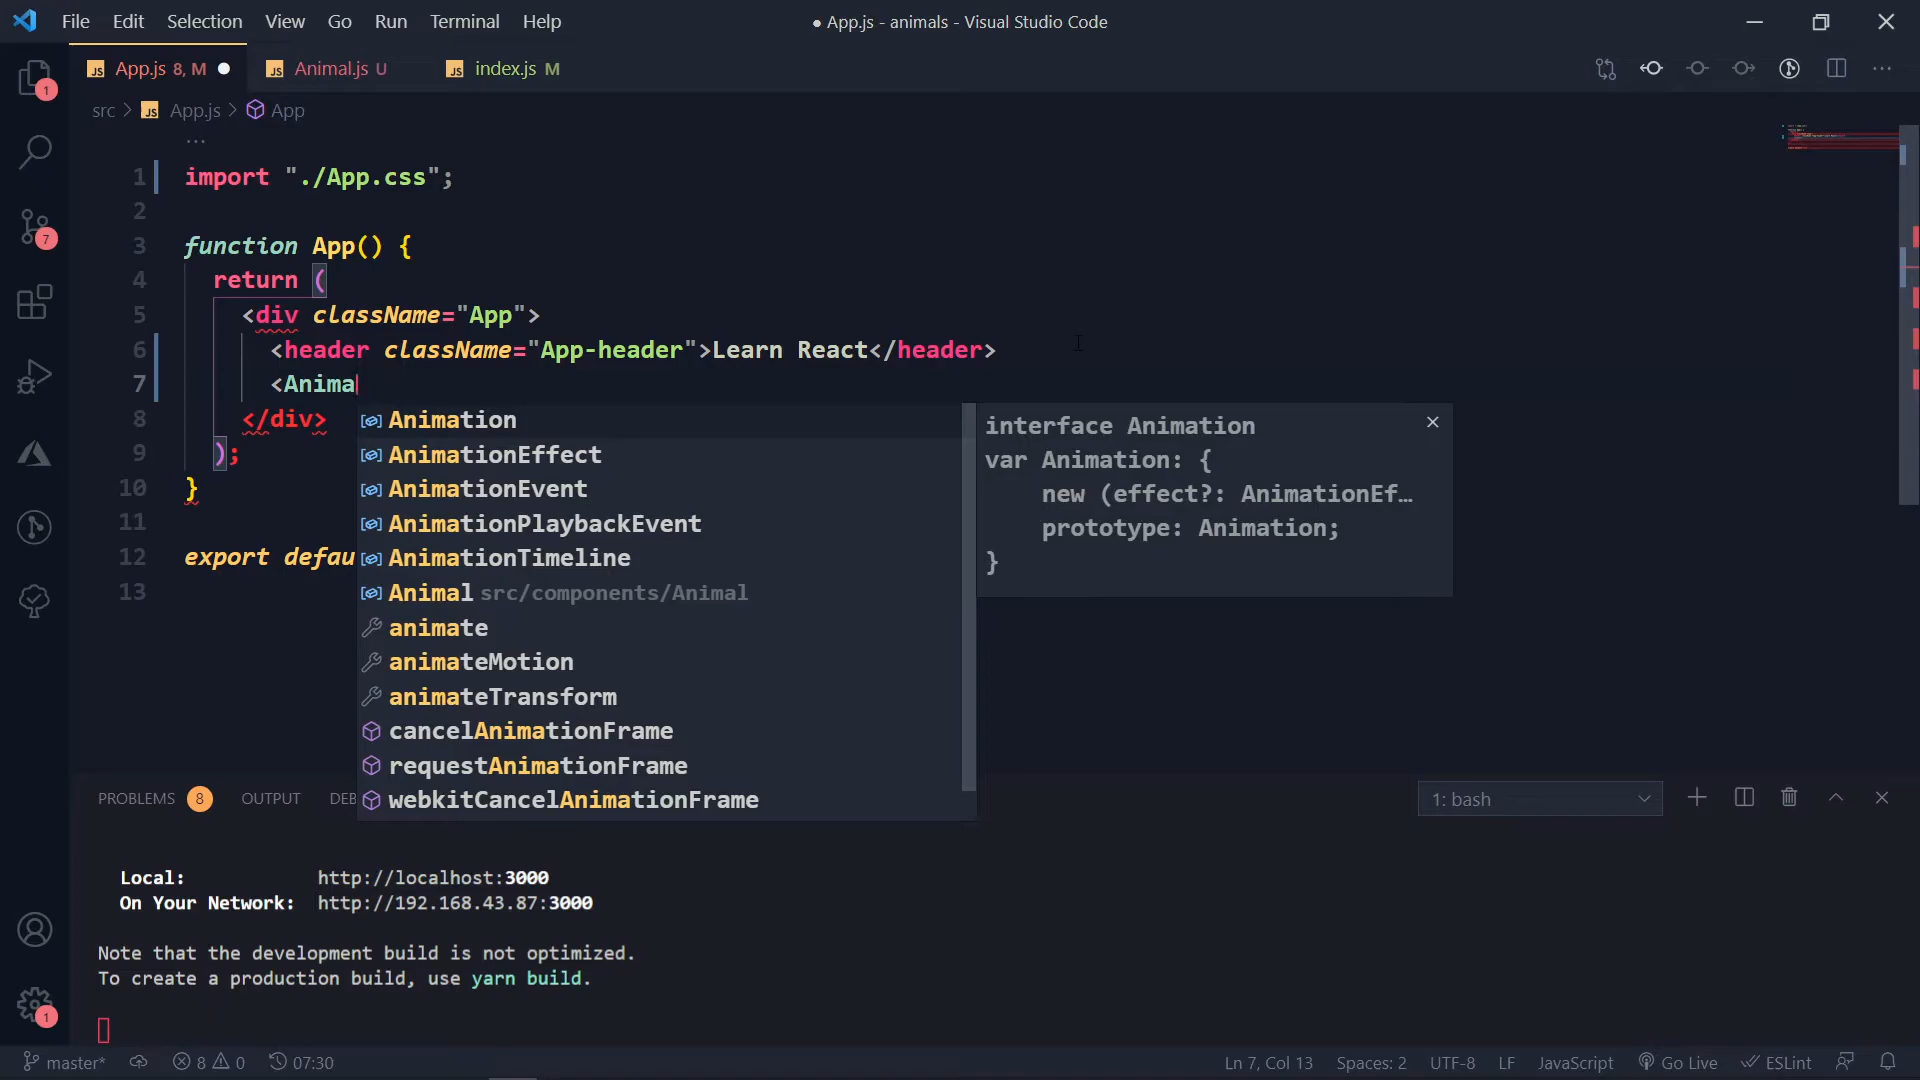 File Edit Selection View Go Run Terminal Help
● App.js - animals - Visual Studio Code
JS App.js 8, M ●
JS Animal.js U
JS index.js M
src > JS App.js > App
...
1 import "./App.css";
2
3 function App() {
4 return (
5 <div className="App">
6 <header className="App-header">Learn React</header>
7 <Anima
8 </div>
9 );
10 }
11
12 export defau
13
Animation
AnimationEffect
AnimationEvent
AnimationPlaybackEvent
AnimationTimeline
Animal src/components/Animal
animate
animateMotion
animateTransform
cancelAnimationFrame
requestAnimationFrame
webkitCancelAnimationFrame
interface Animation
var Animation: {
new (effect?: AnimationEf…
prototype: Animation;
}
1
7
1
PROBLEMS 8 OUTPUT DEB
1: bash
Local: http://localhost:3000
On Your Network: http://192.168.43.87:3000
Note that the development build is not optimized.
To create a production build, use yarn build.
master* 8 0 07:30
Ln 7, Col 13 Spaces: 2 UTF-8 LF JavaScript Go Live ESLint